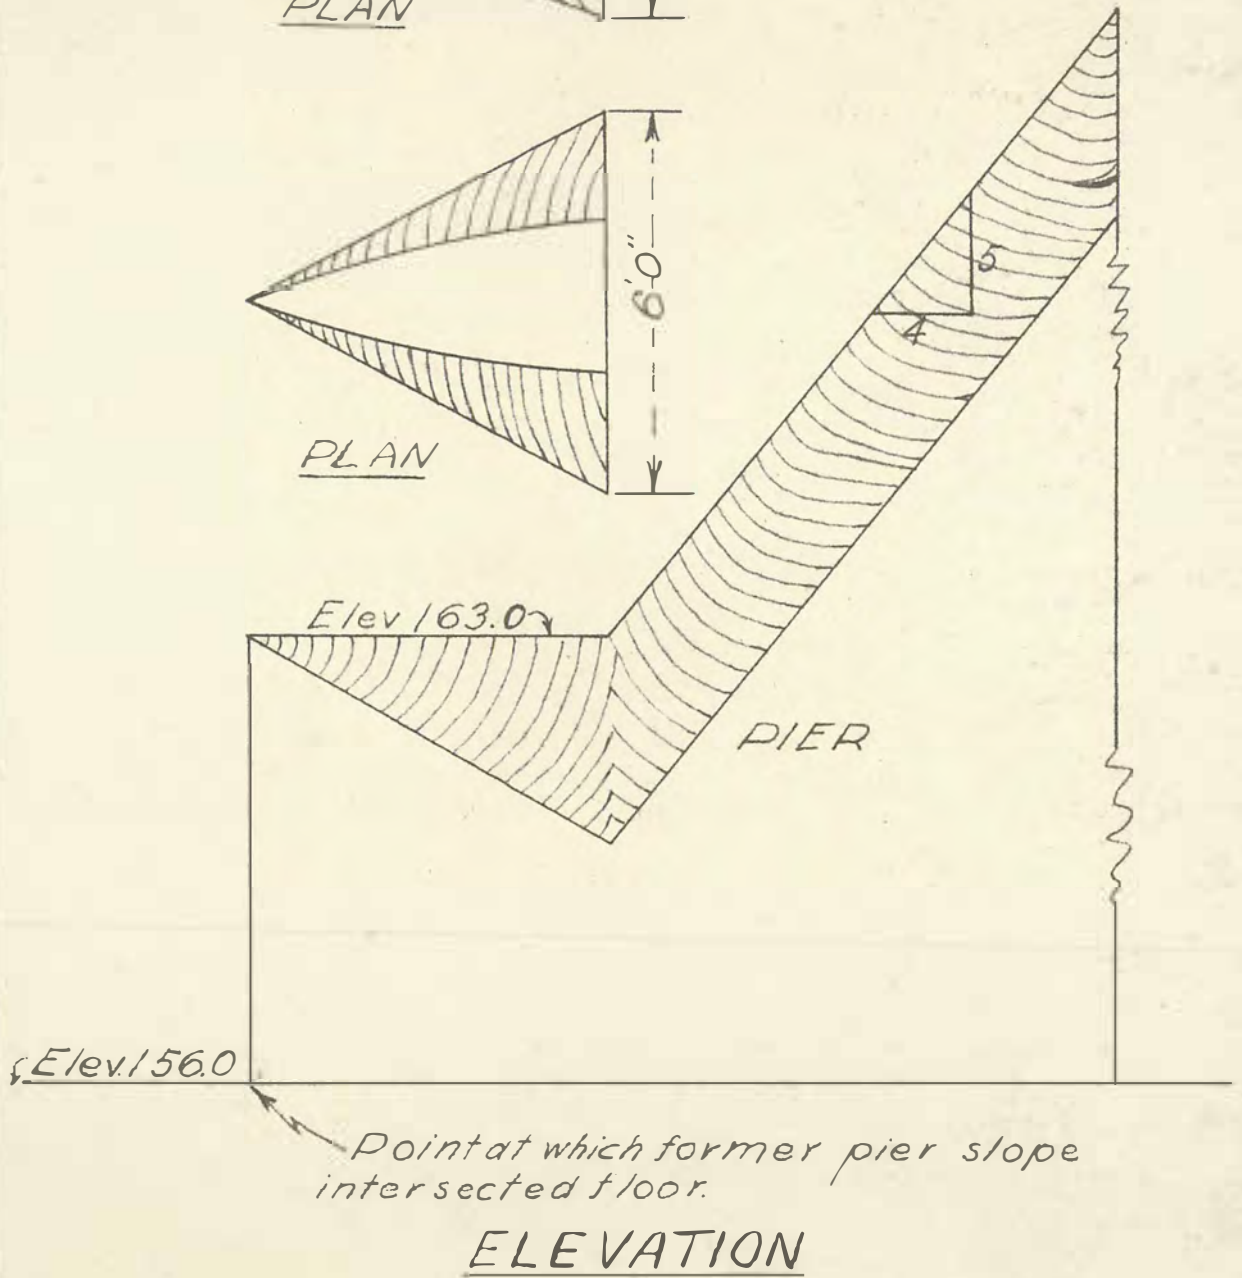 PLAN
6'0"
5
4
PLAN
Elev 163.0
PIER
Elev. 156.0
Point at which former pier slope
intersected floor.
ELEVATION